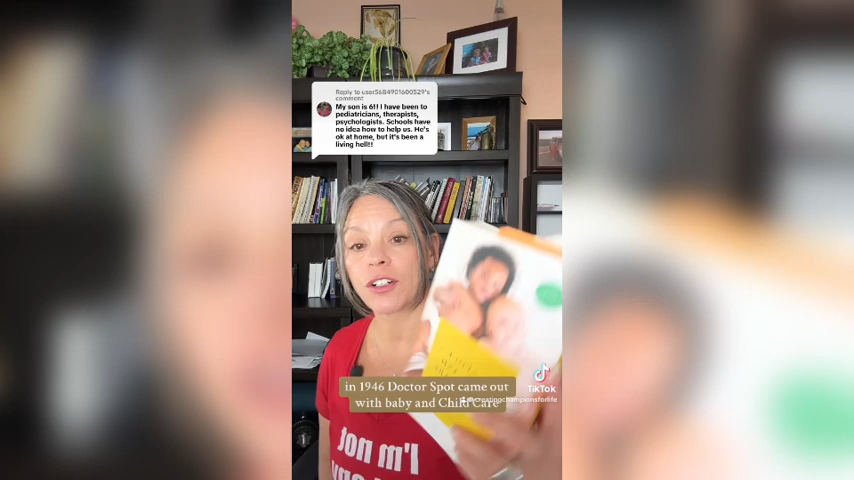 Reply to user5684901600529's
comment
My son is 6!! I have been to
pediatricians, therapists,
psychologists. Schools have
no idea how to help us. He's
ok at home, but it's been a
living hell!!
in 1946 Doctor Spot came out
with baby and Child Care
TikTok
I'm not